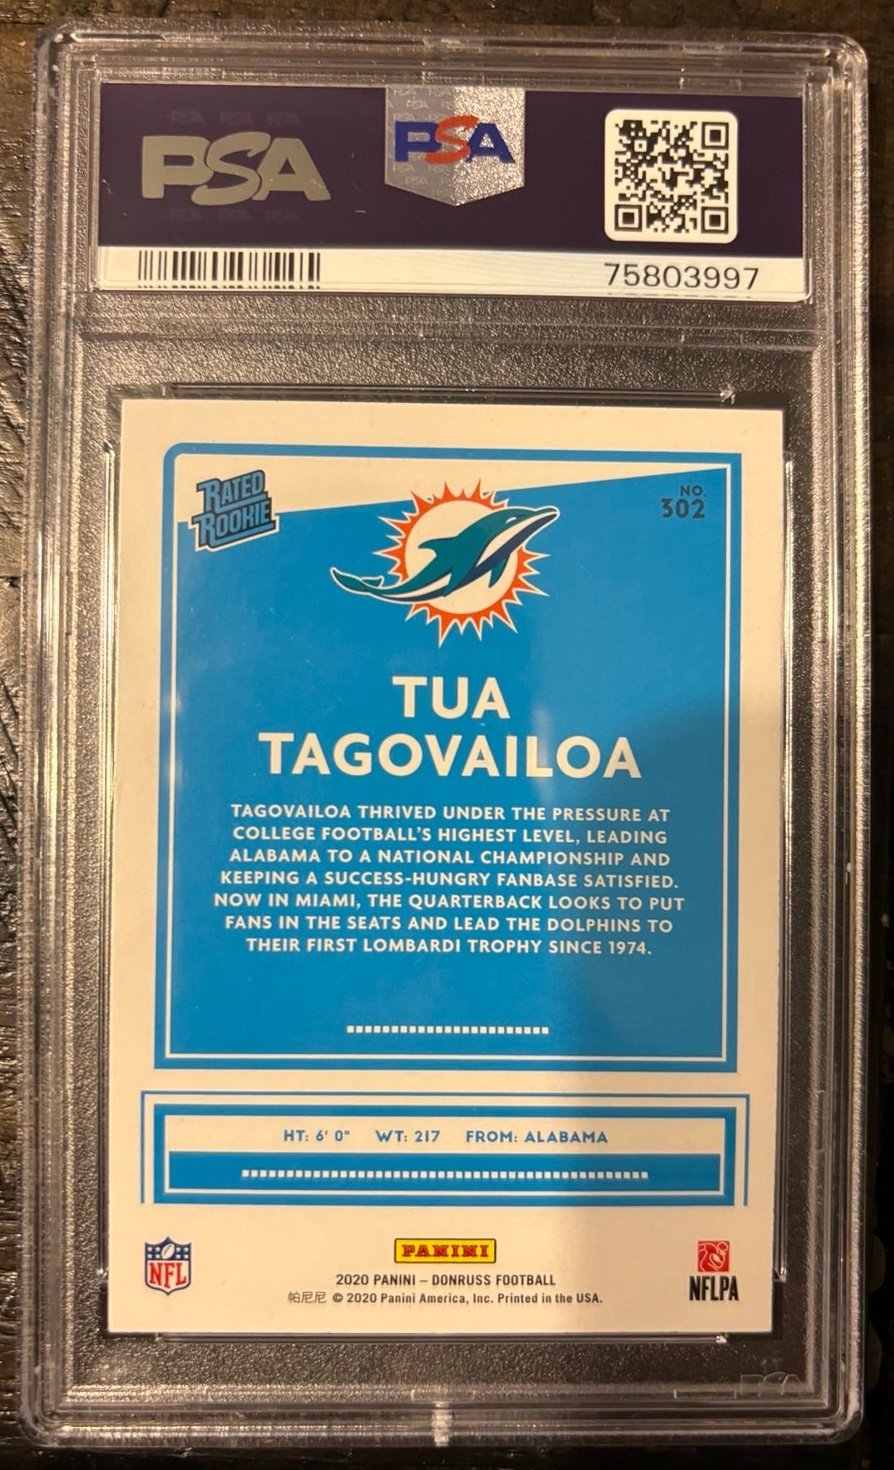 PSA
PSA
75803997
RATED
ROOKIE
NO.
302
TUA
TAGOVAILOA
TAGOVAILOA THRIVED UNDER THE PRESSURE AT
COLLEGE FOOTBALL'S HIGHEST LEVEL, LEADING
ALABAMA TO A NATIONAL CHAMPIONSHIP AND
KEEPING A SUCCESS-HUNGRY FANBASE SATISFIED.
NOW IN MIAMI, THE QUARTERBACK LOOKS TO PUT
FANS IN THE SEATS AND LEAD THE DOLPHINS TO
THEIR FIRST LOMBARDI TROPHY SINCE 1974.
HT: 6' 0" WT: 217 FROM: ALABAMA
NFL
PANINI
NFLPA
2020 PANINI – DONRUSS FOOTBALL
帕尼尼 © 2020 Panini America, Inc. Printed in the USA.
PSA